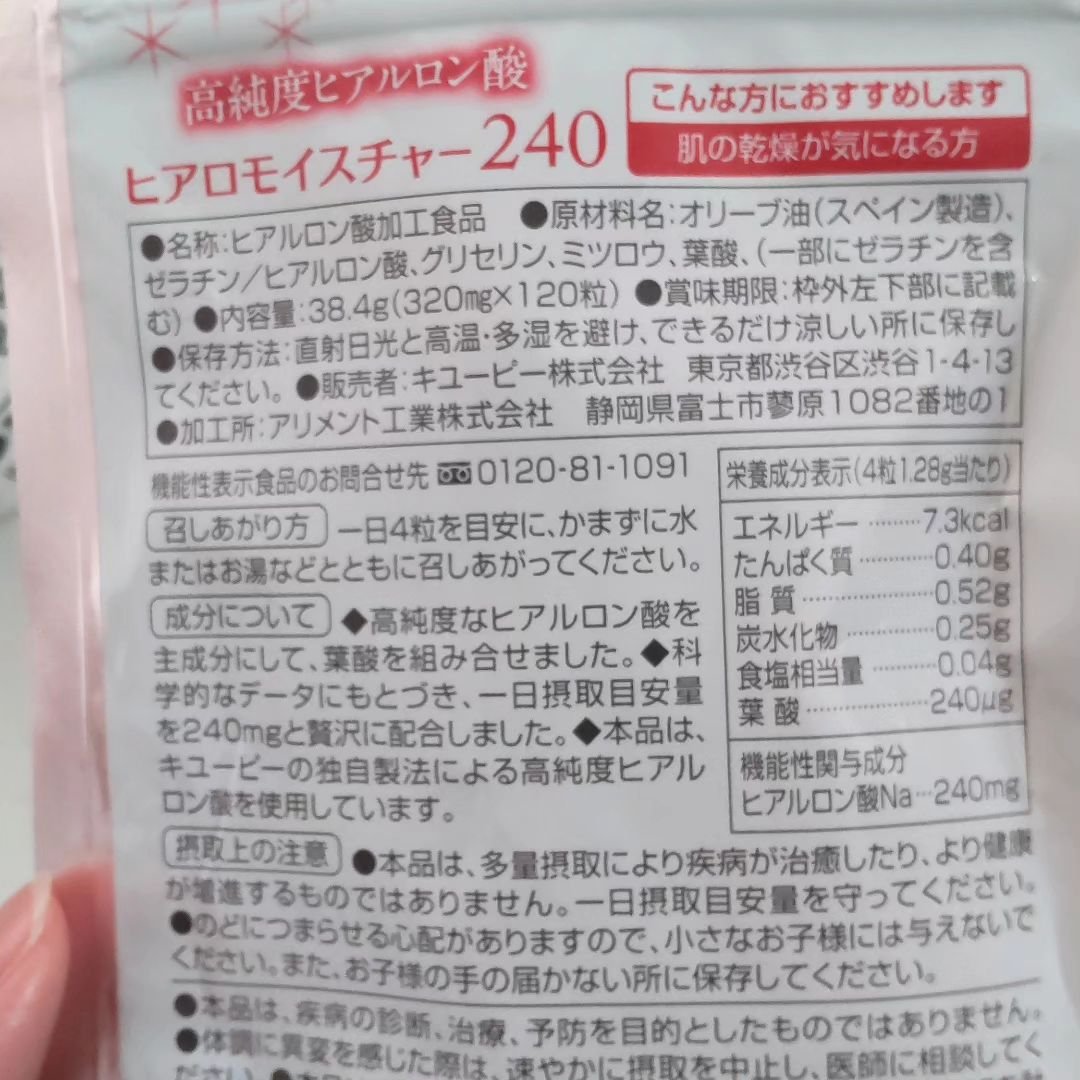 高純度ヒアルロン酸
ヒアロモイスチャー240
こんな方におすすめします
肌の乾燥が気になる方
●名称:ヒアルロン酸加工食品 ●原材料名:オリーブ油(スペイン製造)、
ゼラチン/ヒアルロン酸、グリセリン、ミツロウ、葉酸、(一部にゼラチンを含
む) ●内容量:38.4g(320mg×120粒) ●賞味期限:枠外左下部に記載
●保存方法:直射日光と高温・多湿を避け、できるだけ涼しい所に保存し
てください。 ●販売者:キユーピー株式会社 東京都渋谷区渋谷1-4-13
●加工所:アリメント工業株式会社 静岡県富士市蓼原1082番地の1
機能性表示食品のお問合せ先 0120-81-1091
召しあがり方 一日4粒を目安に、かまずに水
またはお湯などとともに召しあがってください。
成分について ◆高純度なヒアルロン酸を
主成分にして、葉酸を組み合せました。◆科
学的なデータにもとづき、一日摂取目安量
を240mgと贅沢に配合しました。◆本品は、
キユーピーの独自製法による高純度ヒアル
ロン酸を使用しています。
栄養成分表示(4粒1.28g当たり)
エネルギー ………7.3kcal
たんぱく質 …………0.40g
脂 質 ………………0.52g
炭水化物 …………0.25g
食塩相当量 ………0.04g
葉 酸 ………………240μg
機能性関与成分
ヒアルロン酸Na…240mg
摂取上の注意 ●本品は、多量摂取により疾病が治癒したり、より健康
が増進するものではありません。一日摂取目安量を守ってください。
●のどにつまらせる心配がありますので、小さなお子様には与えないで
ください。また、お子様の手の届かない所に保存してください。
●本品は、疾病の診断、治療、予防を目的としたものではありません。
●体調に異変を感じた際は、速やかに摂取を中止し、医師に相談してく